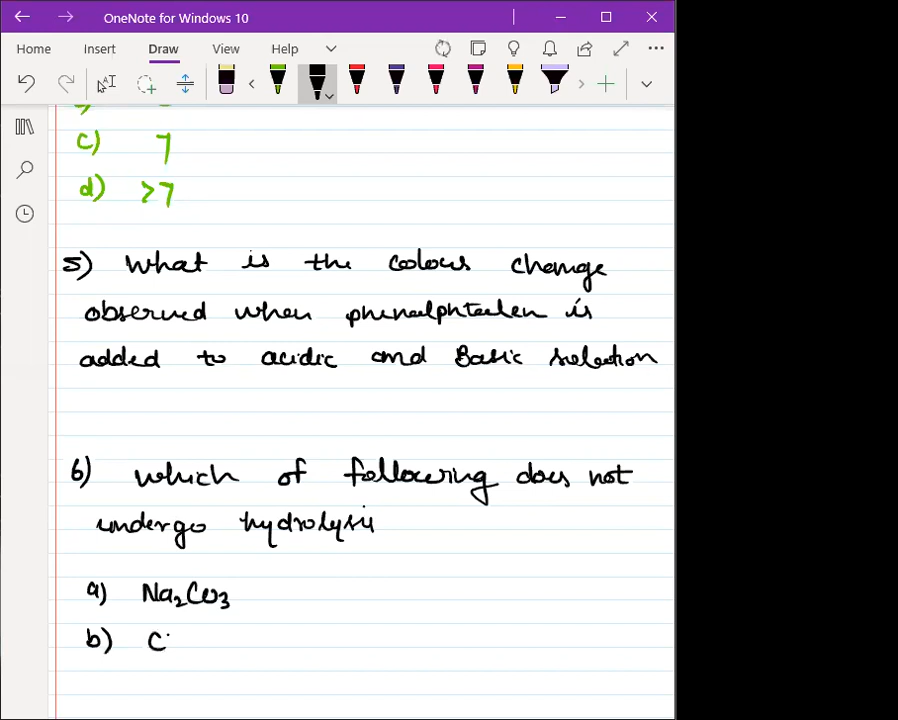 OneNote for Windows 10
Home Insert Draw View Help
c) 7
d) >7
5) What is the colour change
observed when phenalphtalen is
added to acidic and Basic solution
6) which of following does not
undergo hydrolysis
a) Na2CO3
b) C